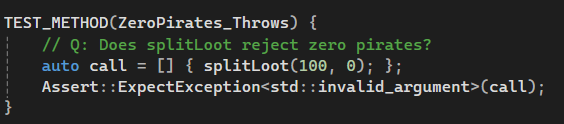 TEST_METHOD(ZeroPirates_Throws) {
    // Q: Does splitLoot reject zero pirates?
    auto call = [] { splitLoot(100, 0); };
    Assert::ExpectException<std::invalid_argument>(call);
}